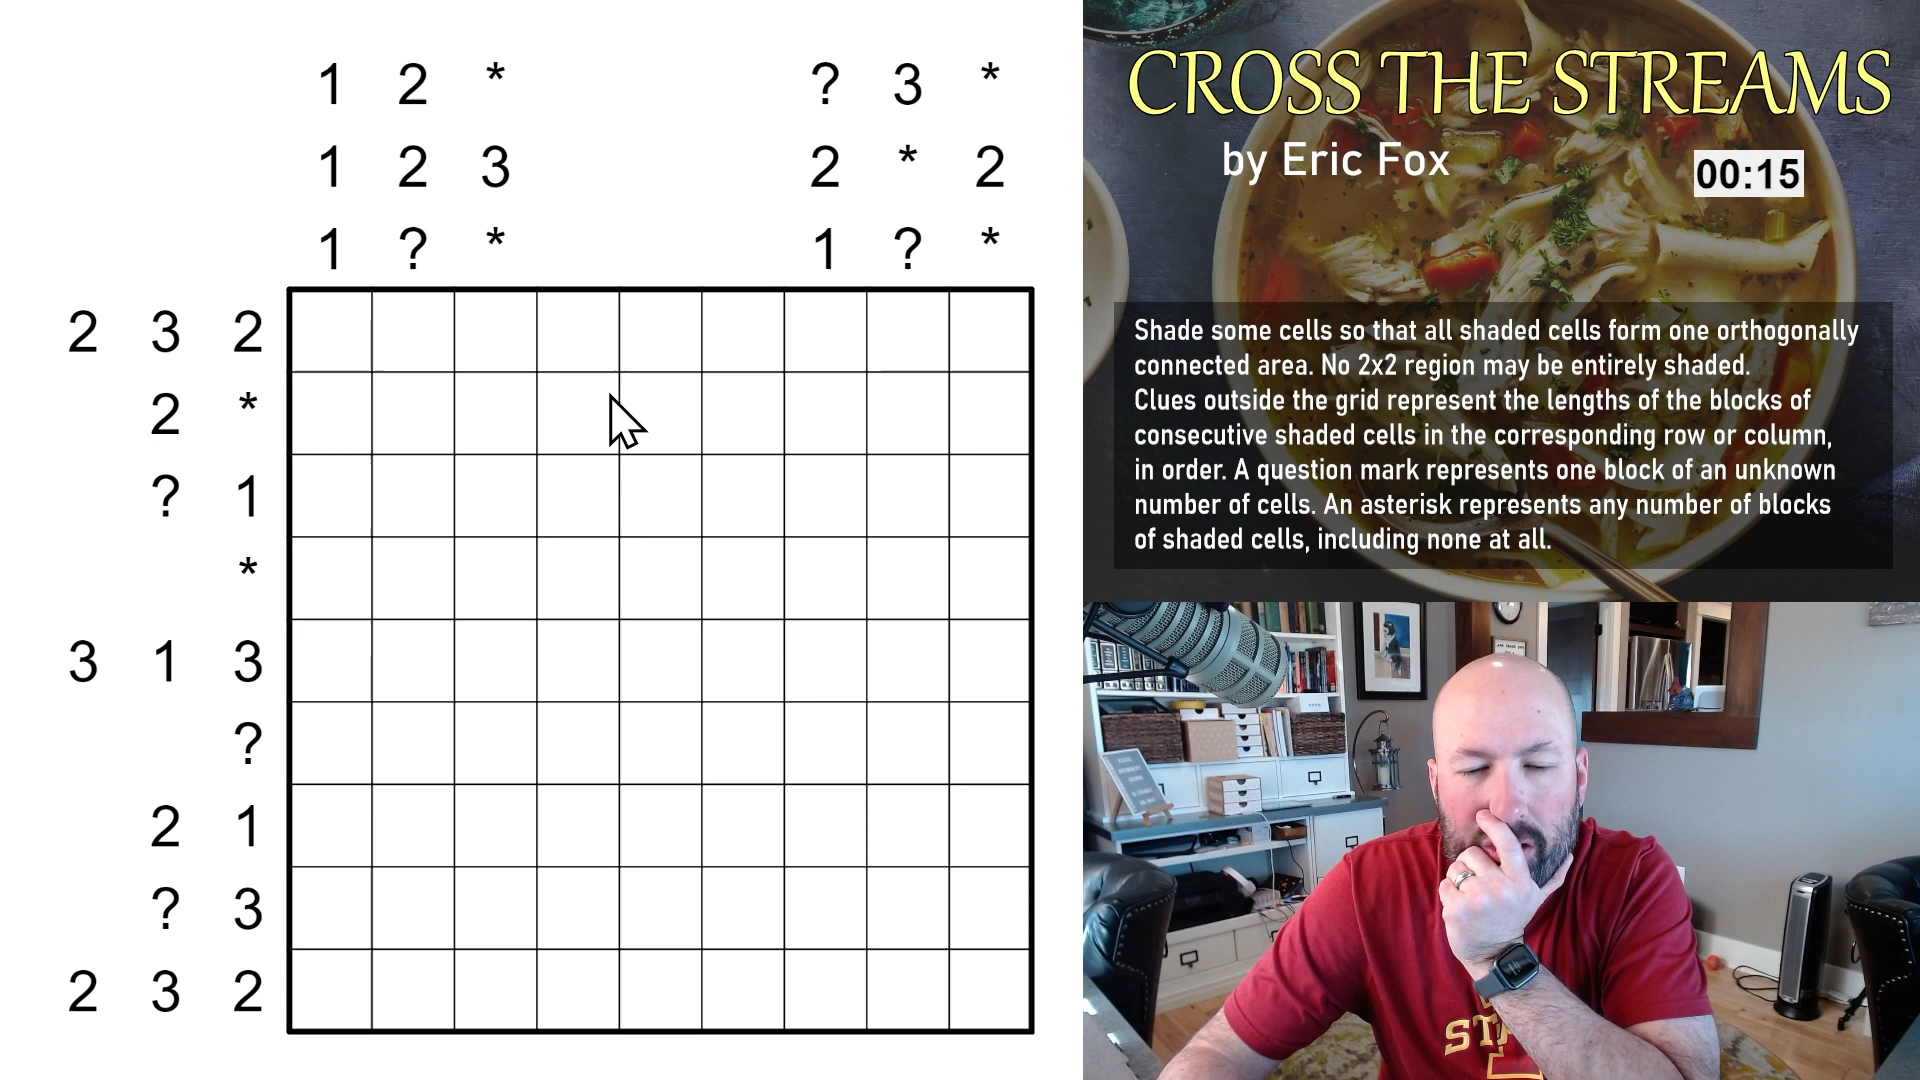 CROSS THE STREAMS
by Eric Fox
00:15
1 2 * ? 3 *
1 2 3 2 * 2
1 ? * 1 ? *
2 3 2
2 *
? 1
*
3 1 3
?
2 1
? 3
2 3 2
Shade some cells so that all shaded cells form one orthogonally
connected area. No 2x2 region may be entirely shaded.
Clues outside the grid represent the lengths of the blocks of
consecutive shaded cells in the corresponding row or column,
in order. A question mark represents one block of an unknown
number of cells. An asterisk represents any number of blocks
of shaded cells, including none at all.